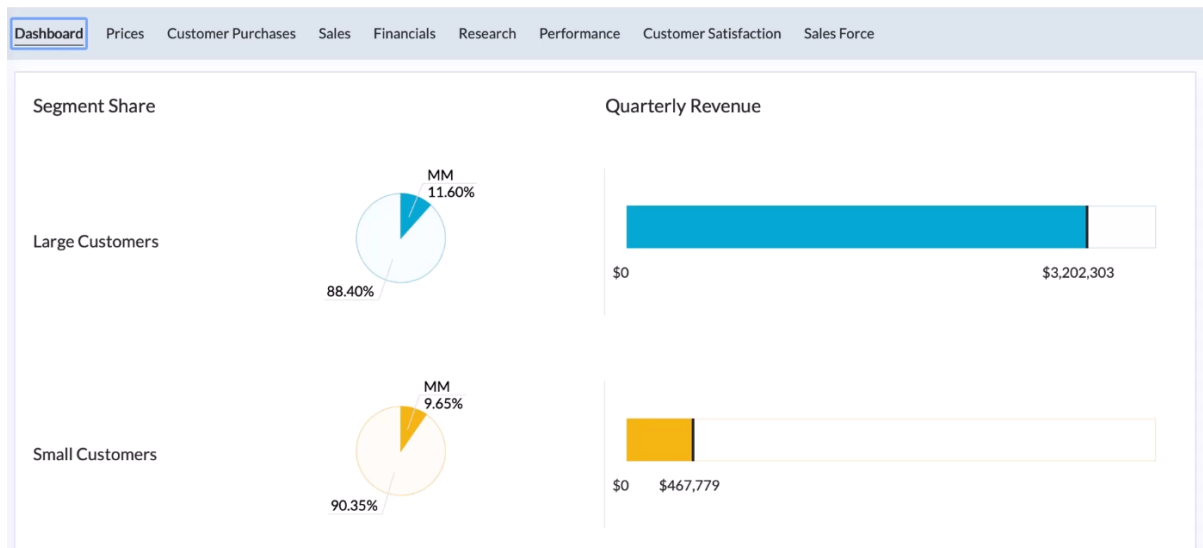 Dashboard Prices Customer Purchases Sales Financials Research Performance Customer Satisfaction Sales Force
Segment Share
Quarterly Revenue
MM
11.60%
Large Customers
88.40%
$0
$3,202,303
MM
9.65%
Small Customers
90.35%
$0
$467,779